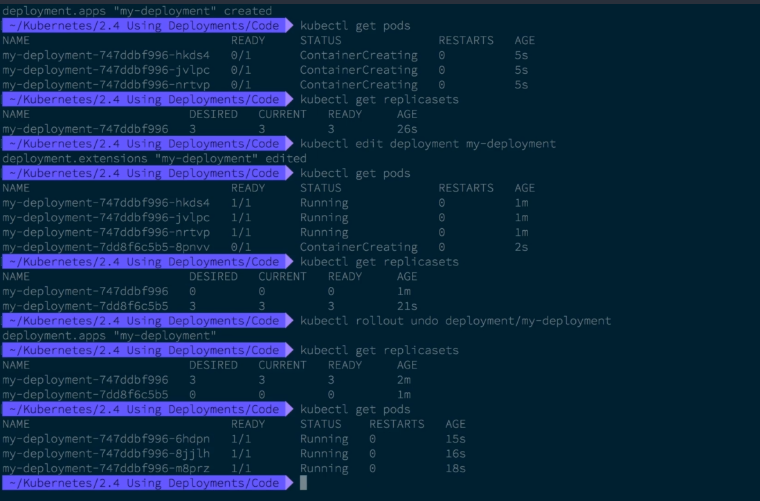 deployment.apps "my-deployment" created
~/Kubernetes/2.4 Using Deployments/Code kubectl get pods
NAME READY STATUS RESTARTS AGE
my-deployment-747ddbf996-hkds4 0/1 ContainerCreating 0 5s
my-deployment-747ddbf996-jvlpc 0/1 ContainerCreating 0 5s
my-deployment-747ddbf996-nrtvp 0/1 ContainerCreating 0 5s
~/Kubernetes/2.4 Using Deployments/Code kubectl get replicasets
NAME DESIRED CURRENT READY AGE
my-deployment-747ddbf996 3 3 3 26s
~/Kubernetes/2.4 Using Deployments/Code kubectl edit deployment my-deployment
deployment.extensions "my-deployment" edited
~/Kubernetes/2.4 Using Deployments/Code kubectl get pods
NAME READY STATUS RESTARTS AGE
my-deployment-747ddbf996-hkds4 1/1 Running 0 1m
my-deployment-747ddbf996-jvlpc 1/1 Running 0 1m
my-deployment-747ddbf996-nrtvp 1/1 Running 0 1m
my-deployment-7dd8f6c5b5-8pnvv 0/1 ContainerCreating 0 2s
~/Kubernetes/2.4 Using Deployments/Code kubectl get replicasets
NAME DESIRED CURRENT READY AGE
my-deployment-747ddbf996 0 0 0 1m
my-deployment-7dd8f6c5b5 3 3 3 21s
~/Kubernetes/2.4 Using Deployments/Code kubectl rollout undo deployment/my-deployment
deployment.apps "my-deployment"
~/Kubernetes/2.4 Using Deployments/Code kubectl get replicasets
NAME DESIRED CURRENT READY AGE
my-deployment-747ddbf996 3 3 3 2m
my-deployment-7dd8f6c5b5 0 0 0 1m
~/Kubernetes/2.4 Using Deployments/Code kubectl get pods
NAME READY STATUS RESTARTS AGE
my-deployment-747ddbf996-6hdpn 1/1 Running 0 15s
my-deployment-747ddbf996-8jjlh 1/1 Running 0 16s
my-deployment-747ddbf996-m8prz 1/1 Running 0 18s
~/Kubernetes/2.4 Using Deployments/Code